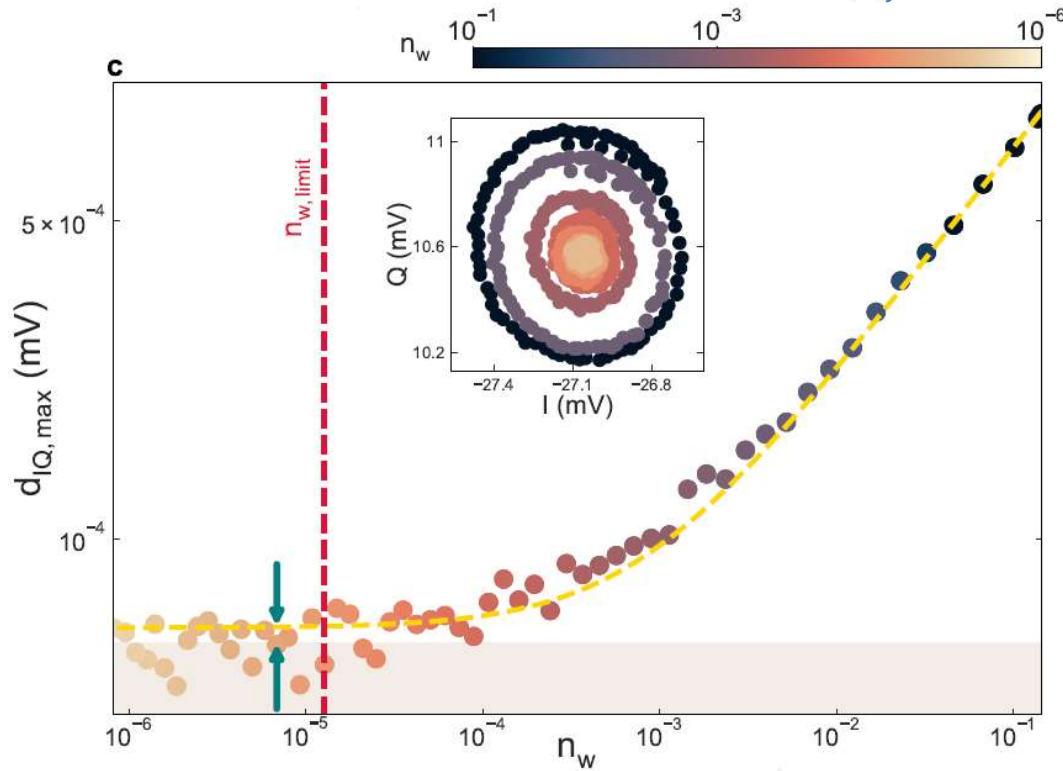 10⁻¹ 10⁻³ 10⁻⁶
n_w
c
n_w,limit
5 × 10⁻⁴
10⁻⁴
d_IQ, max (mV)
11
10.6
10.2
Q (mV)
−27.4 −27.1 −26.8
I (mV)
10⁻⁶ 10⁻⁵ 10⁻⁴ 10⁻³ 10⁻² 10⁻¹
n_w